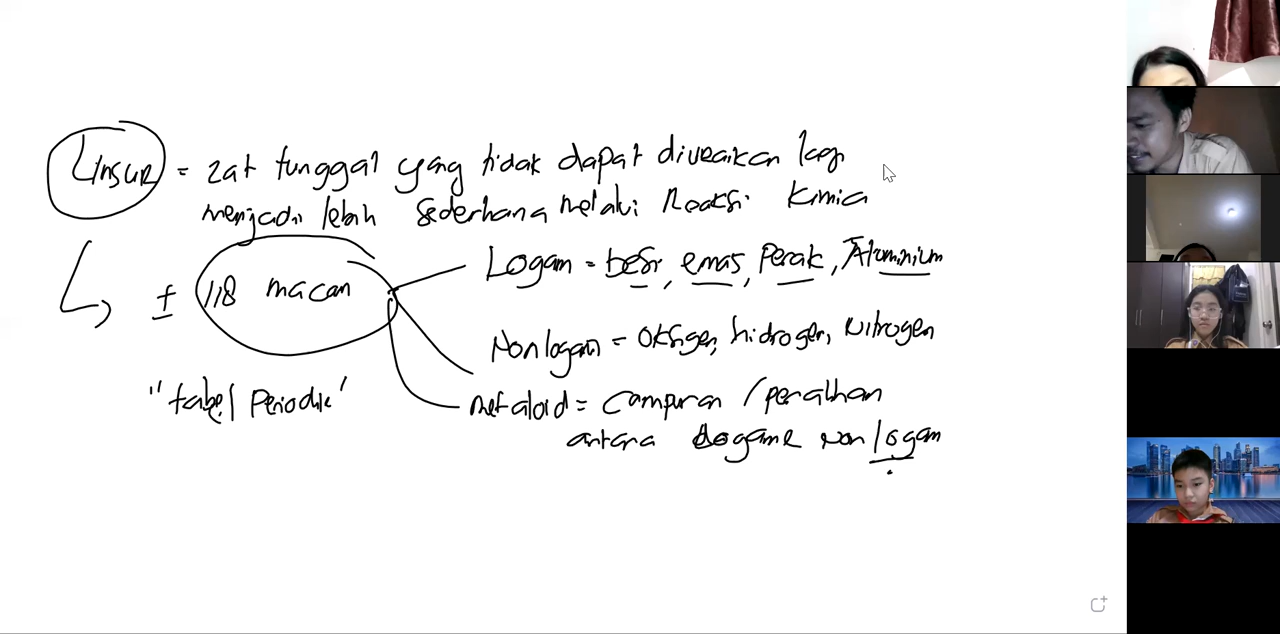 Unsur = zat tunggal yang tidak dapat diuraikan lagi
menjadi lebih sederhana melalui Reaksi Kimia
± 118 macam
Logam = besi, emas, Perak, Aluminium
Nonlogam = Oksigen, hidrogen, Nitrogen
"tabel Periodik"
metaloid = campuran / peralihan
antara logam & non logam